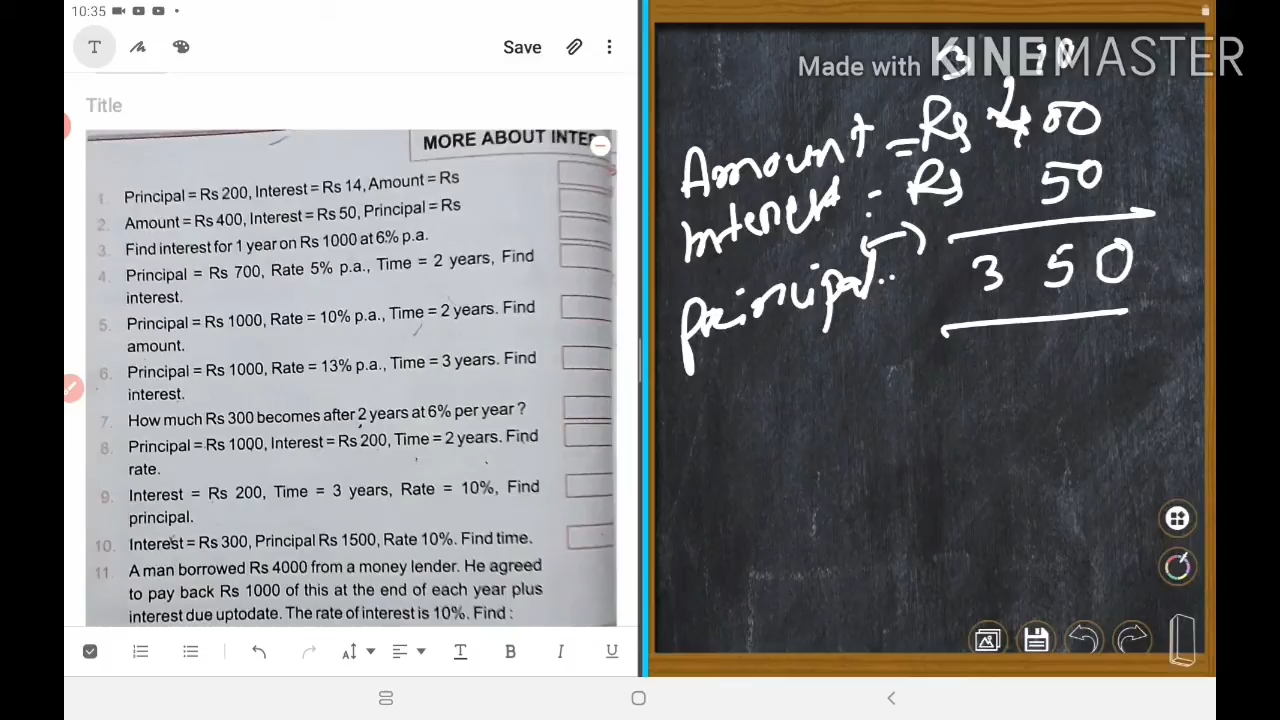 10:35
Save
Title
MORE ABOUT INTER
1. Principal = Rs 200, Interest = Rs 14, Amount = Rs
2. Amount = Rs 400, Interest = Rs 50, Principal = Rs
3. Find interest for 1 year on Rs 1000 at 6% p.a.
4. Principal = Rs 700, Rate 5% p.a., Time = 2 years, Find
interest.
5. Principal = Rs 1000, Rate = 10% p.a., Time = 2 years. Find
amount.
6. Principal = Rs 1000, Rate = 13% p.a., Time = 3 years. Find
interest.
7. How much Rs 300 becomes after 2 years at 6% per year ?
8. Principal = Rs 1000, Interest = Rs 200, Time = 2 years. Find
rate.
9. Interest = Rs 200, Time = 3 years, Rate = 10%, Find
principal.
10. Interest = Rs 300, Principal Rs 1500, Rate 10%. Find time.
11. A man borrowed Rs 4000 from a money lender. He agreed
to pay back Rs 1000 of this at the end of each year plus
interest due uptodate. The rate of interest is 10%. Find :
T B I U
Made with KINEMASTER
3 10
Amount = Rs 400
Interest : Rs 50
(-)
Principal.. 350